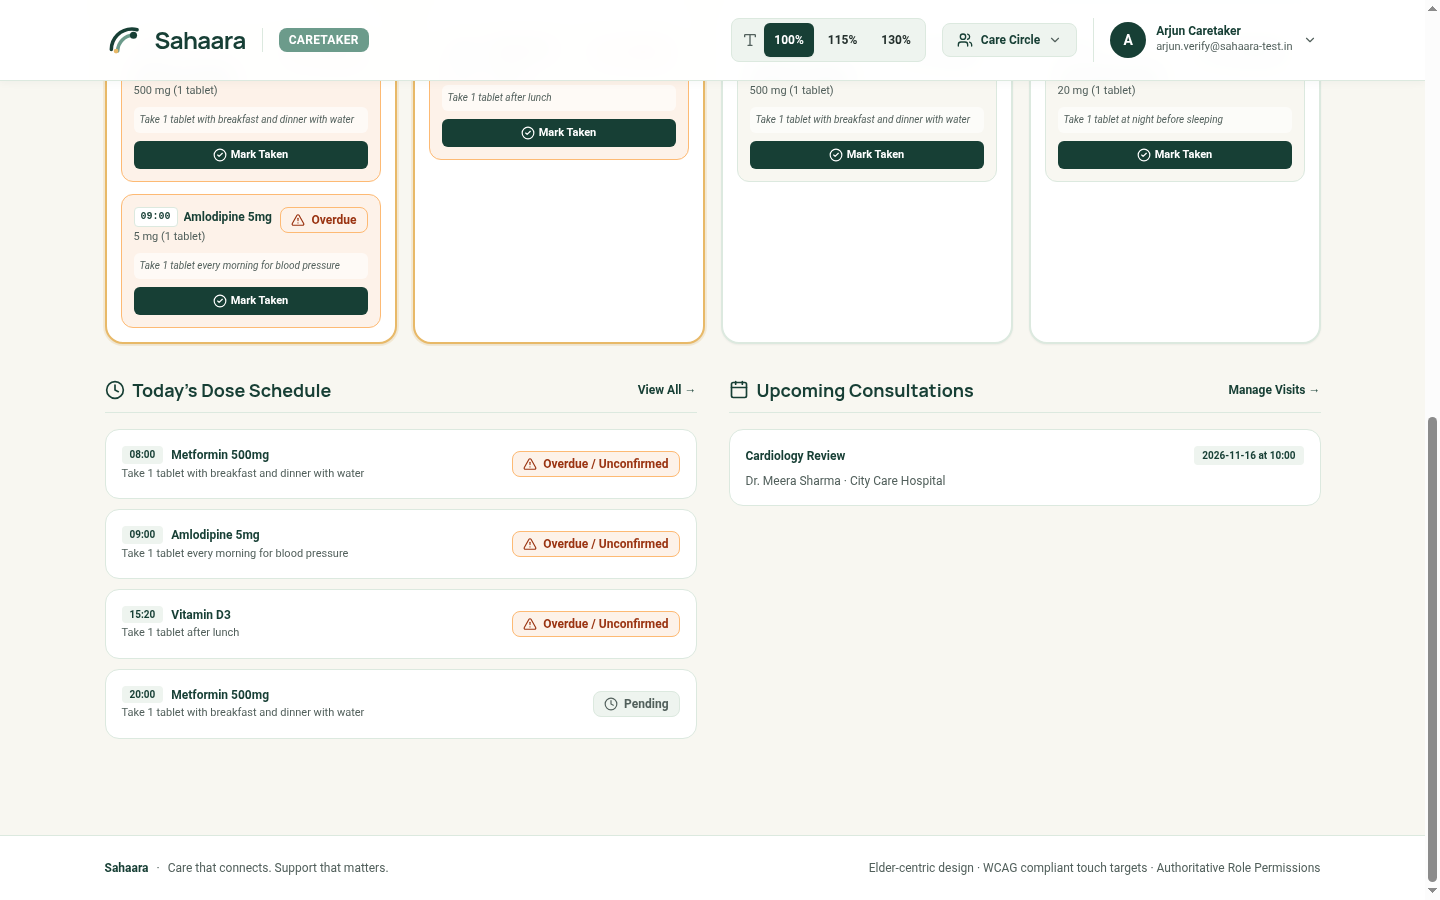 Sahaara
CARETAKER
100%
115%
130%
Care Circle
A
Arjun Caretaker
arjun.verify@sahaara-test.in
500 mg (1 tablet)
Take 1 tablet with breakfast and dinner with water
Mark Taken
09:00
Amlodipine 5mg
Overdue
5 mg (1 tablet)
Take 1 tablet every morning for blood pressure
Mark Taken
Take 1 tablet after lunch
Mark Taken
500 mg (1 tablet)
Take 1 tablet with breakfast and dinner with water
Mark Taken
20 mg (1 tablet)
Take 1 tablet at night before sleeping
Mark Taken
Today's Dose Schedule
View All →
08:00
Metformin 500mg
Take 1 tablet with breakfast and dinner with water
Overdue / Unconfirmed
09:00
Amlodipine 5mg
Take 1 tablet every morning for blood pressure
Overdue / Unconfirmed
15:20
Vitamin D3
Take 1 tablet after lunch
Overdue / Unconfirmed
20:00
Metformin 500mg
Take 1 tablet with breakfast and dinner with water
Pending
Upcoming Consultations
Manage Visits →
Cardiology Review
2026-11-16 at 10:00
Dr. Meera Sharma · City Care Hospital
Sahaara · Care that connects. Support that matters.
Elder-centric design · WCAG compliant touch targets · Authoritative Role Permissions